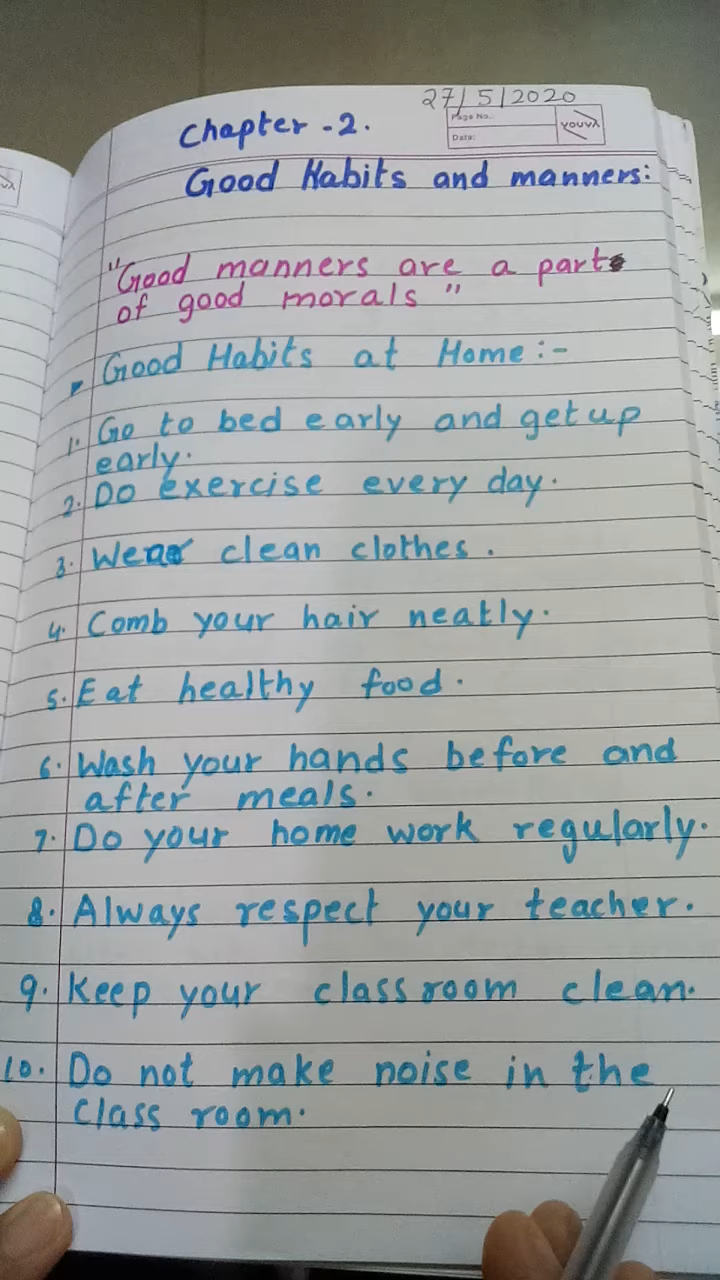 27/5/2020
Page No.:
Date:
YOUVA
Chapter - 2.
Good Habits and manners:
"Good manners are a part
of good morals"
Good Habits at Home:-
1. Go to bed early and get up
early.
2. Do exercise every day.
3. Wear clean clothes.
4. Comb your hair neatly.
5. Eat healthy food.
6. Wash your hands before and
after meals.
7. Do your home work regularly.
8. Always respect your teacher.
9. Keep your class room clean.
10. Do not make noise in the
class room.